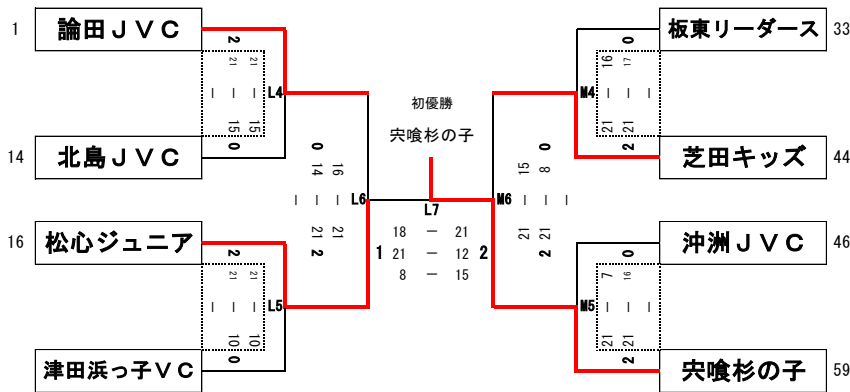 1 論田ＪＶＣ
2
21 21
－ － － L4
15 15
0
14 北島ＪＶＣ
0
14 16
－ － － L6
21 21
2
16 松心ジュニア
2
21 21
－ － － L5
10 10
0
津田浜っ子ＶＣ
初優勝
宍喰杉の子
L7
18 － 21
1 21 － 12 2
8 － 15
板東リーダース 33
0
16 17
M4 － － －
21 21
2
芝田キッズ 44
0
15 8
M6 － － －
21 21
2
沖洲ＪＶＣ 46
0
7 16
M5 － － －
21 21
2
宍喰杉の子 59